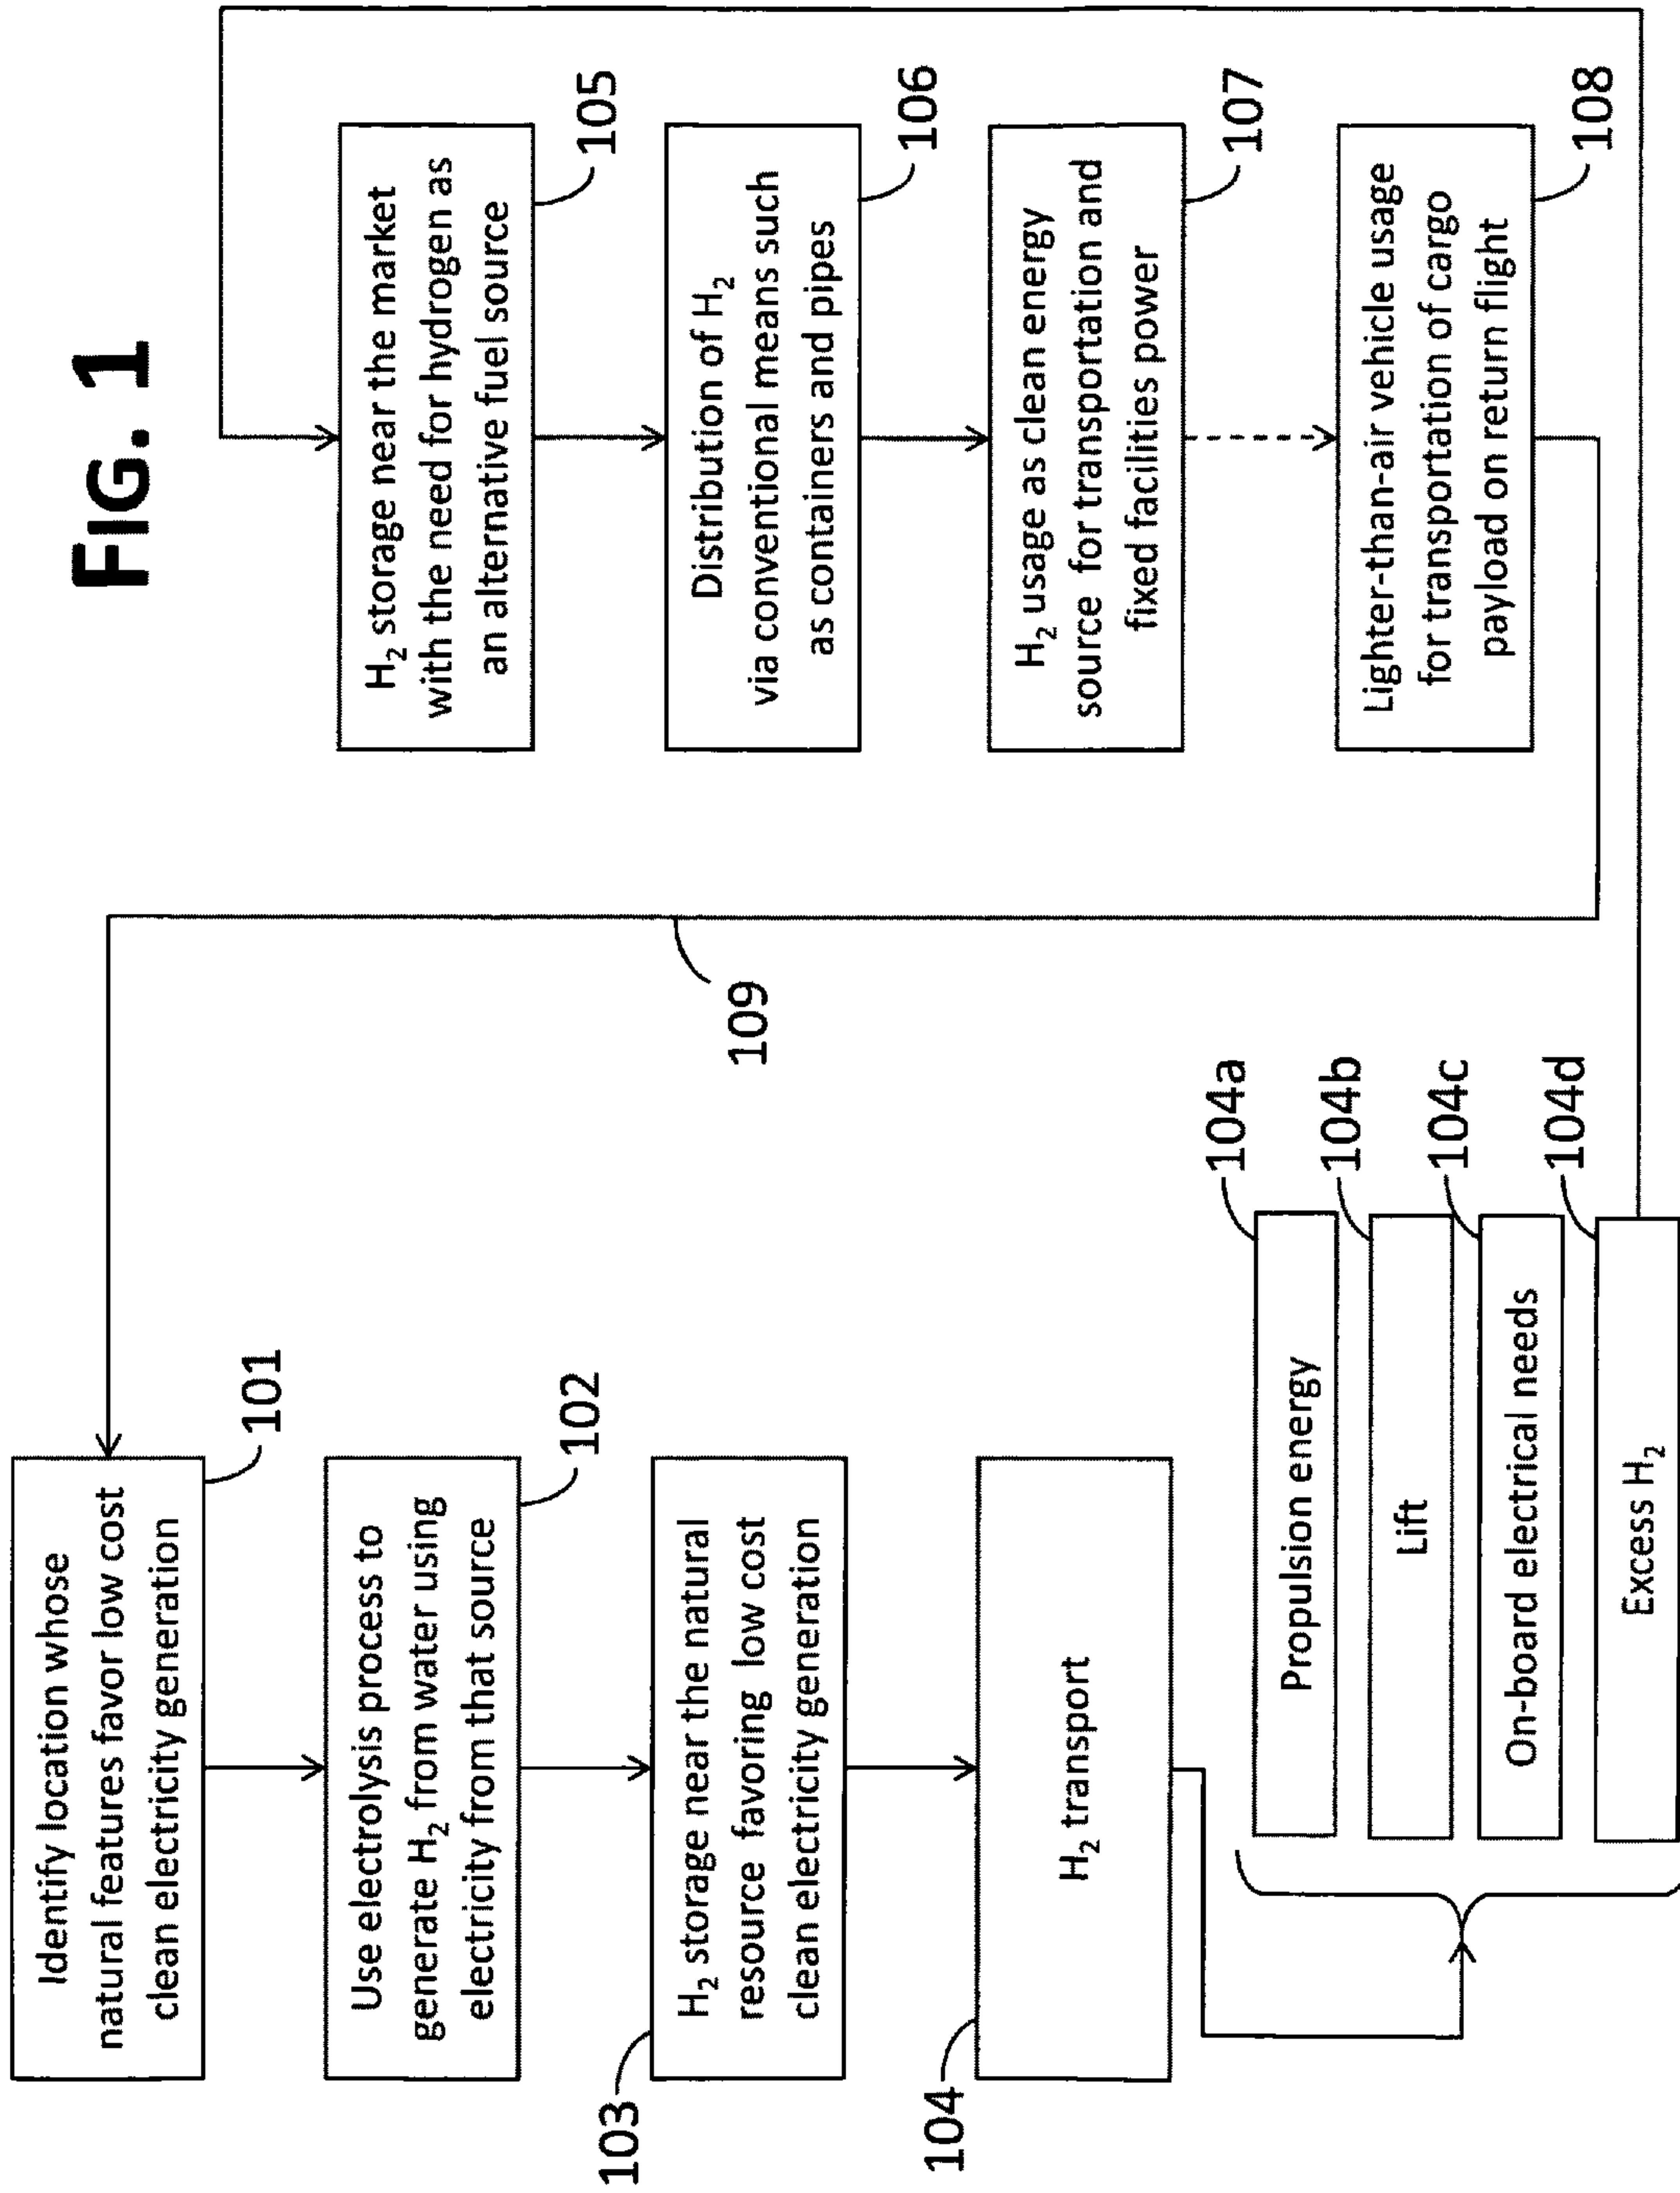 FIG. 1
Identify location whose
natural features favor low cost
clean electricity generation
101
Use electrolysis process to
generate H₂ from water using
electricity from that source
102
H₂ storage near the natural
resource favoring low cost
clean electricity generation
103
H₂ transport
104
Propulsion energy
104a
Lift
104b
On-board electrical needs
104c
Excess H₂
104d
H₂ storage near the market
with the need for hydrogen as
an alternative fuel source
105
Distribution of H₂
via conventional means such
as containers and pipes
106
H₂ usage as clean energy
source for transportation and
fixed facilities power
107
Lighter-than-air vehicle usage
for transportation of cargo
payload on return flight
108
109